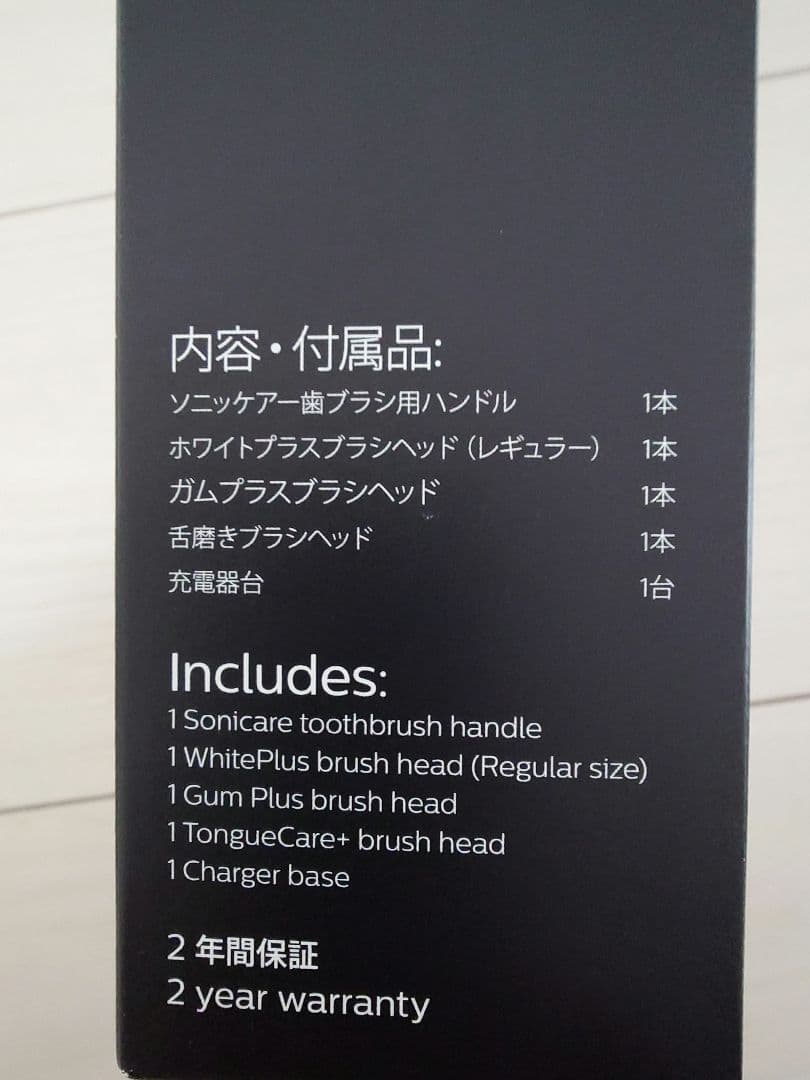 内容・付属品:
ソニッケアー歯ブラシ用ハンドル 1本
ホワイトプラスブラシヘッド（レギュラー） 1本
ガムプラスブラシヘッド 1本
舌磨きブラシヘッド 1本
充電器台 1台
Includes:
1 Sonicare toothbrush handle
1 WhitePlus brush head (Regular size)
1 Gum Plus brush head
1 TongueCare+ brush head
1 Charger base
2 年間保証
2 year warranty